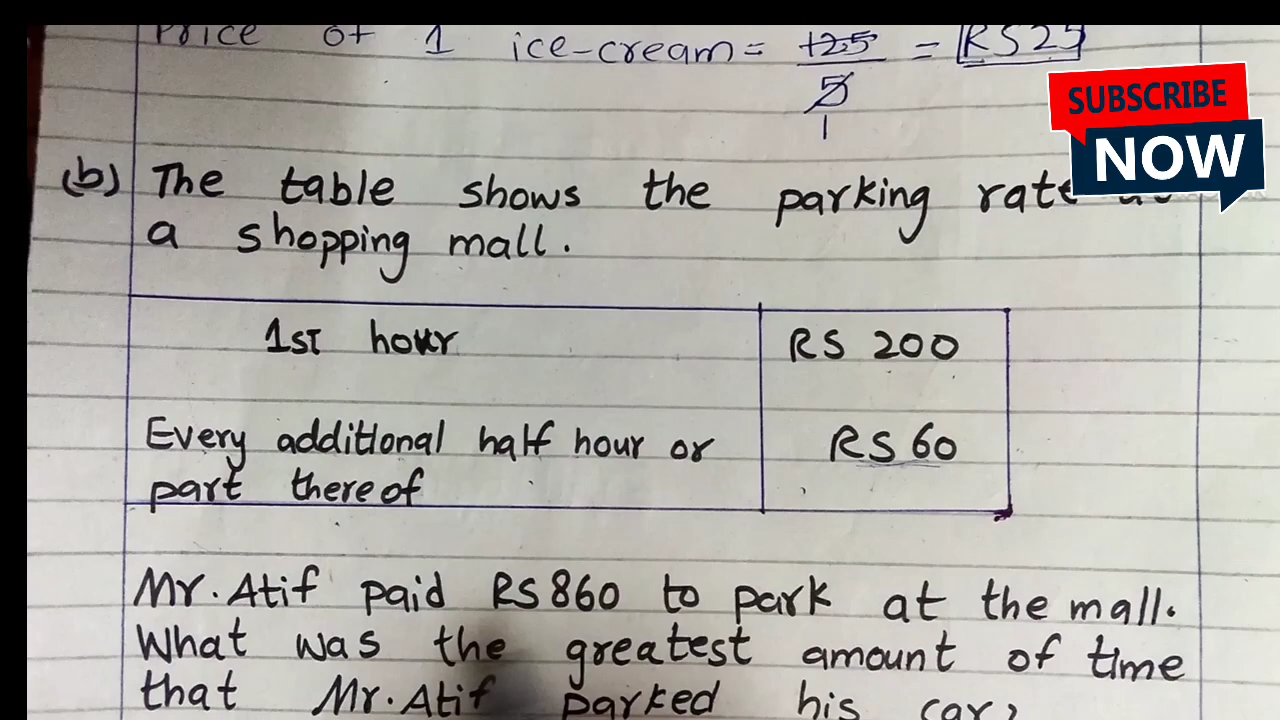 Price of 1 ice-cream = 125 = RS 25
5
1
SUBSCRIBE
NOW
(b) The table shows the parking rate
a shopping mall.
1st hour RS 200
Every additional half hour or RS 60
part thereof
Mr. Atif paid RS 860 to park at the mall.
What was the greatest amount of time
that Mr. Atif parked his car?